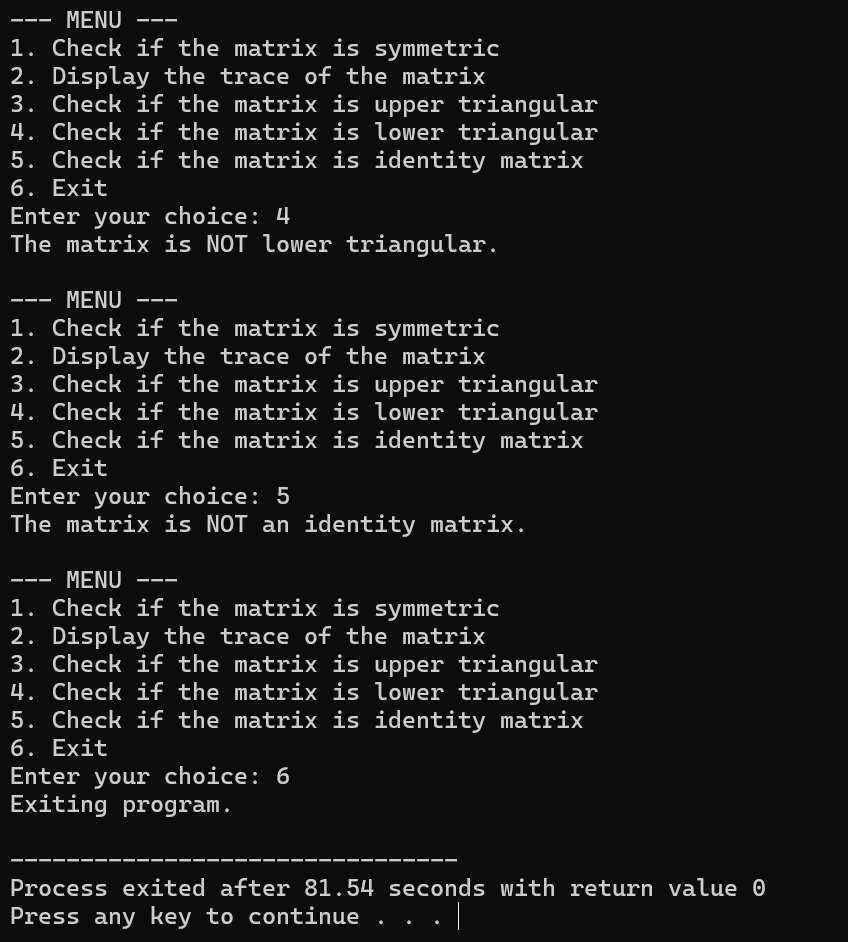 --- MENU ---
1. Check if the matrix is symmetric
2. Display the trace of the matrix
3. Check if the matrix is upper triangular
4. Check if the matrix is lower triangular
5. Check if the matrix is identity matrix
6. Exit
Enter your choice: 4
The matrix is NOT lower triangular.

--- MENU ---
1. Check if the matrix is symmetric
2. Display the trace of the matrix
3. Check if the matrix is upper triangular
4. Check if the matrix is lower triangular
5. Check if the matrix is identity matrix
6. Exit
Enter your choice: 5
The matrix is NOT an identity matrix.

--- MENU ---
1. Check if the matrix is symmetric
2. Display the trace of the matrix
3. Check if the matrix is upper triangular
4. Check if the matrix is lower triangular
5. Check if the matrix is identity matrix
6. Exit
Enter your choice: 6
Exiting program.

--------------------------------
Process exited after 81.54 seconds with return value 0
Press any key to continue . . .